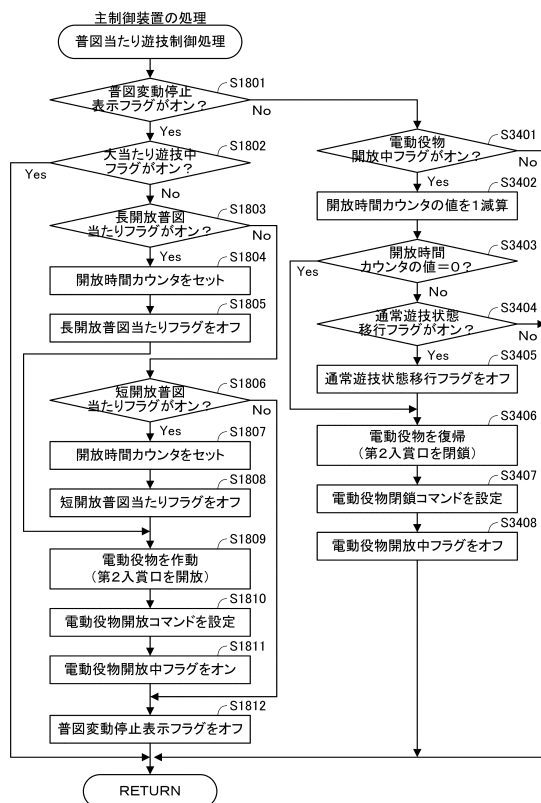 主制御装置の処理
普図当たり遊技制御処理
S1801
普図変動停止
表示フラグがオン？
No
Yes
S1802
大当たり遊技中
フラグがオン？
Yes
No
S1803
長開放普図
当たりフラグがオン？
No
Yes
S1804
開放時間カウンタをセット
S1805
長開放普図当たりフラグをオフ
S1806
短開放普図
当たりフラグがオン？
No
Yes
S1807
開放時間カウンタをセット
S1808
短開放普図当たりフラグをオフ
S1809
電動役物を作動
(第2入賞口を開放)
S1810
電動役物開放コマンドを設定
S1811
電動役物開放中フラグをオン
S1812
普図変動停止表示フラグをオフ
RETURN
S3401
電動役物
開放中フラグがオン？
No
Yes
S3402
開放時間カウンタの値を1減算
S3403
開放時間
カウンタの値＝0？
Yes
No
S3404
通常遊技状態
移行フラグがオン？
No
Yes
S3405
通常遊技状態移行フラグをオフ
S3406
電動役物を復帰
(第2入賞口を閉鎖)
S3407
電動役物閉鎖コマンドを設定
S3408
電動役物開放中フラグをオフ